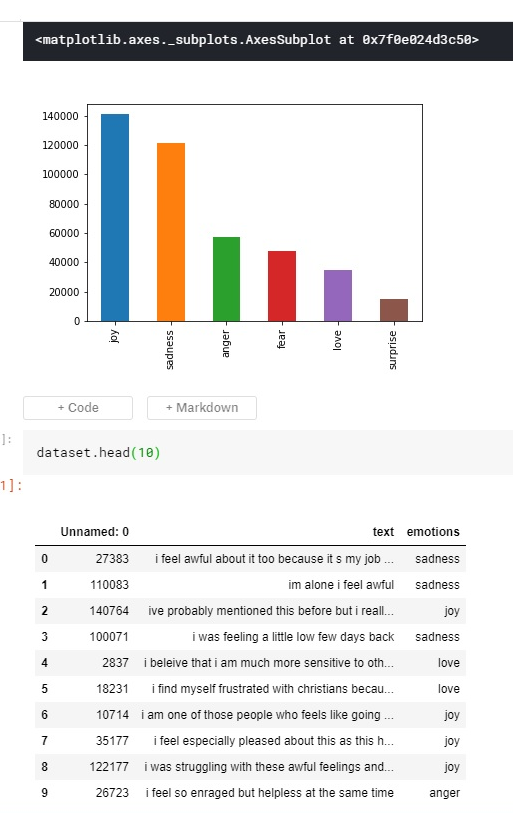 <matplotlib.axes._subplots.AxesSubplot at 0x7f0e024d3c50>
140000
120000
100000
80000
60000
40000
20000
0
joy sadness anger fear love surprise
+ Code + Markdown
]:
dataset.head(10)
1]:
Unnamed: 0 text emotions
0 27383 i feel awful about it too because it s my job ... sadness
1 110083 im alone i feel awful sadness
2 140764 ive probably mentioned this before but i reall... joy
3 100071 i was feeling a little low few days back sadness
4 2837 i beleive that i am much more sensitive to oth... love
5 18231 i find myself frustrated with christians becau... love
6 10714 i am one of those people who feels like going ... joy
7 35177 i feel especially pleased about this as this h... joy
8 122177 i was struggling with these awful feelings and... joy
9 26723 i feel so enraged but helpless at the same time anger